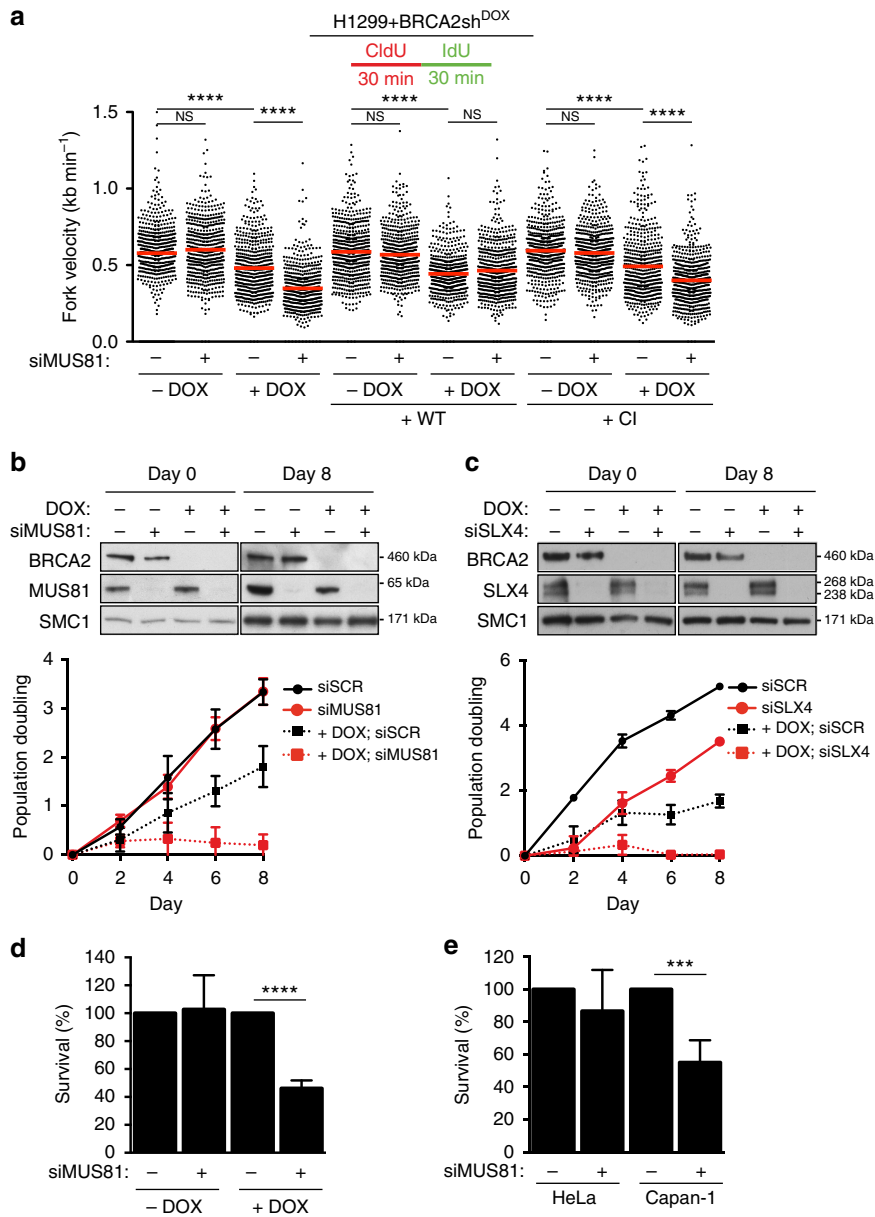 a
H1299+BRCA2sh^DOX
CldU IdU
30 min 30 min
**** **** **** ****
**** NS NS NS NS ****
Fork velocity (kb min⁻¹)
1.5
1.0
0.5
0.0
siMUS81: – + – + – + – + – + – +
– DOX + DOX – DOX + DOX – DOX + DOX
+ WT + CI
b
Day 0 Day 8
DOX: – – + + – – + +
siMUS81: – + – + – + – +
BRCA2 460 kDa
MUS81 65 kDa
SMC1 171 kDa
Population doubling
4
3
2
1
0
0 2 4 6 8
Day
siSCR
siMUS81
+ DOX; siSCR
+ DOX; siMUS81
c
Day 0 Day 8
DOX: – – + + – – + +
siSLX4: – + – + – + – +
BRCA2 460 kDa
SLX4 268 kDa
238 kDa
SMC1 171 kDa
Population doubling
6
4
2
0
0 2 4 6 8
Day
siSCR
siSLX4
+ DOX; siSCR
+ DOX; siSLX4
d
Survival (%)
140
120
100
80
60
40
20
0
****
siMUS81: – + – +
– DOX + DOX
e
Survival (%)
120
100
80
60
40
20
0
***
siMUS81: – + – +
HeLa Capan-1